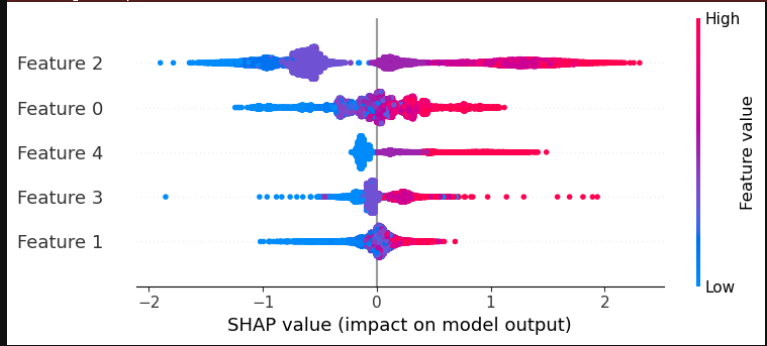 High
Feature 2
Feature 0
Feature 4
Feature 3
Feature 1
Feature value
Low
−2 −1 0 1 2
SHAP value (impact on model output)